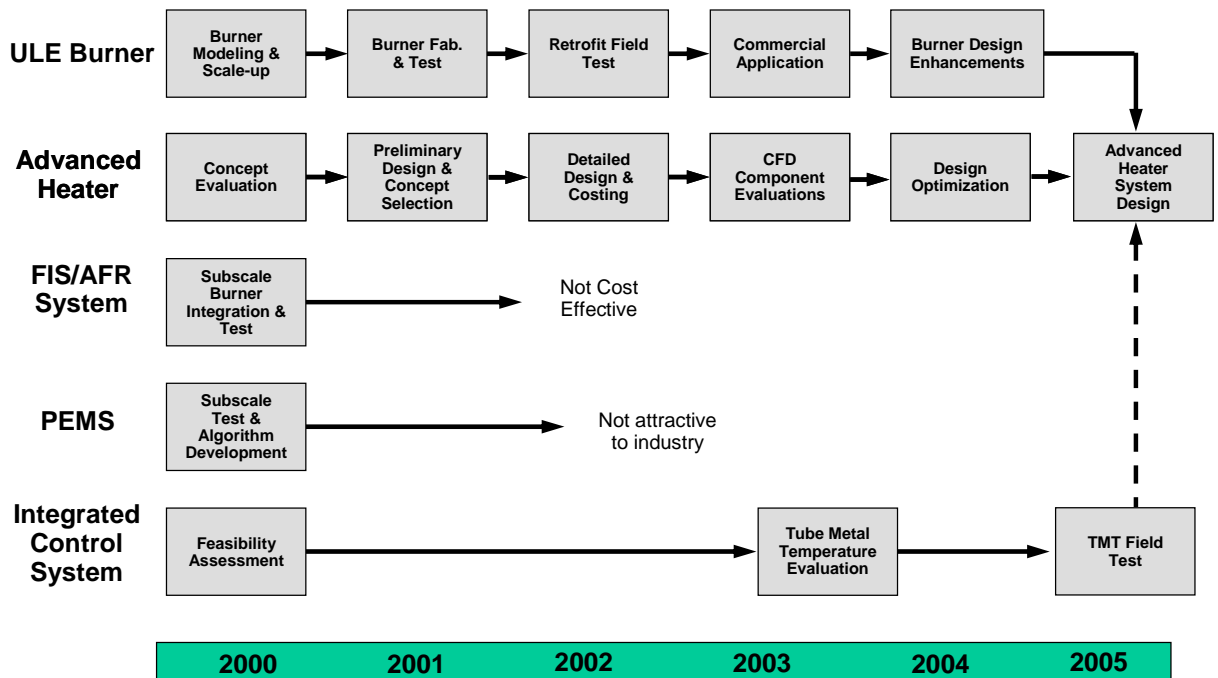 ULE Burner
Burner
Modeling &
Scale-up
Burner Fab.
& Test
Retrofit Field
Test
Commercial
Application
Burner Design
Enhancements
Advanced
Heater
Concept
Evaluation
Preliminary
Design &
Concept
Selection
Detailed
Design &
Costing
CFD
Component
Evaluations
Design
Optimization
Advanced
Heater
System
Design
FIS/AFR
System
Subscale
Burner
Integration &
Test
Not Cost
Effective
PEMS
Subscale
Test &
Algorithm
Development
Not attractive
to industry
Integrated
Control
System
Feasibility
Assessment
Tube Metal
Temperature
Evaluation
TMT Field
Test
2000 2001 2002 2003 2004 2005